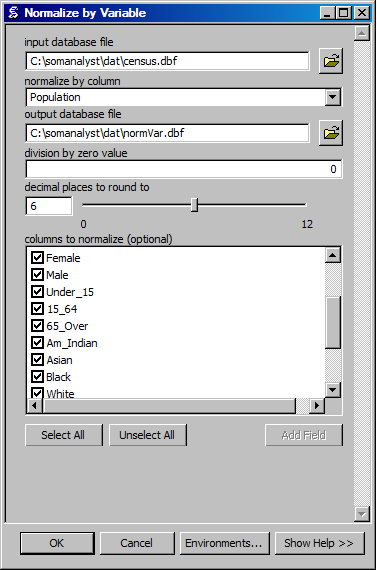 Normalize by Variable
input database file
C:\somanalyst\dat\census.dbf
normalize by column
Population
output database file
C:\somanalyst\dat\normVar.dbf
division by zero value
0
decimal places to round to
6
0 12
columns to normalize (optional)
Female
Male
Under_15
15_64
65_Over
Am_Indian
Asian
Black
White
Select All Unselect All Add Field
OK Cancel Environments... Show Help >>